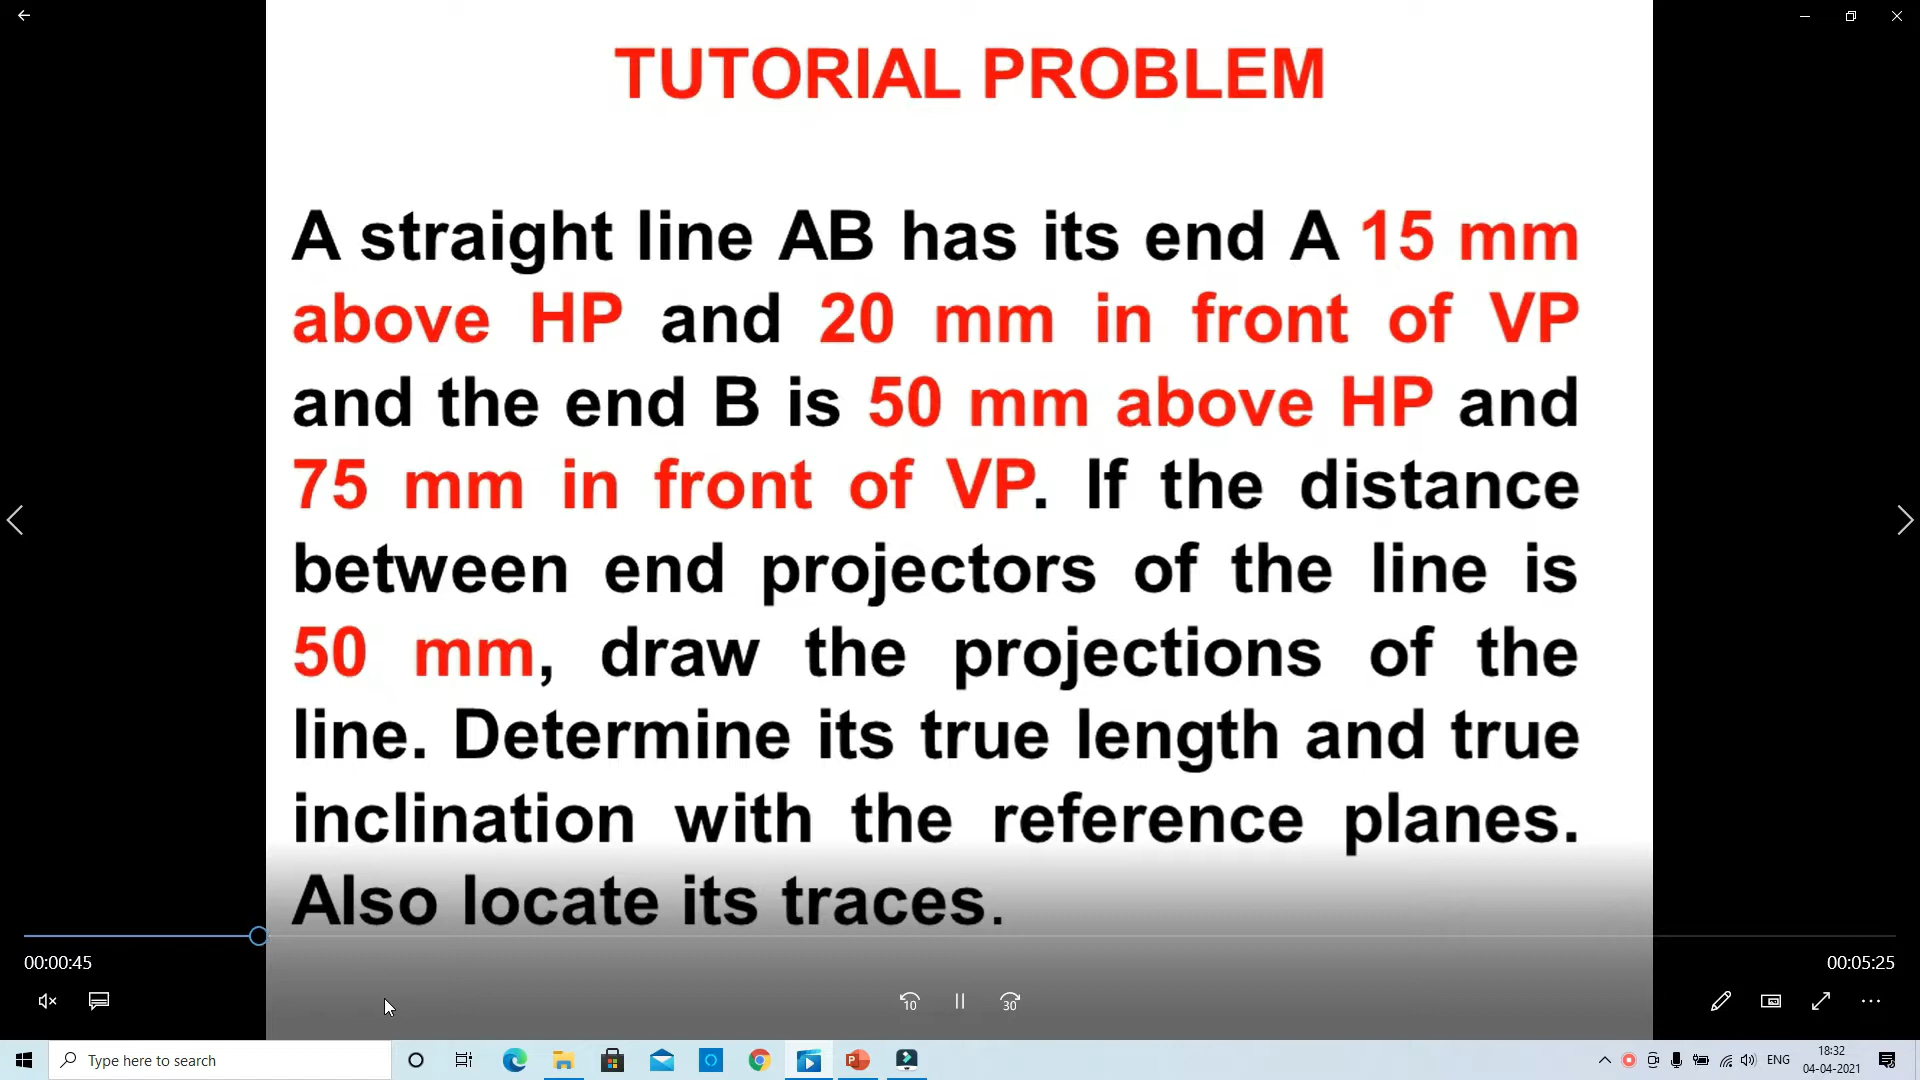 TUTORIAL PROBLEM
A straight line AB has its end A 15 mm
above HP and 20 mm in front of VP
and the end B is 50 mm above HP and
75 mm in front of VP. If the distance
between end projectors of the line is
50 mm, draw the projections of the
line. Determine its true length and true
inclination with the reference planes.
Also locate its traces.
00:00:45
00:05:25
10
30
Type here to search
ENG
18:32
04-04-2021